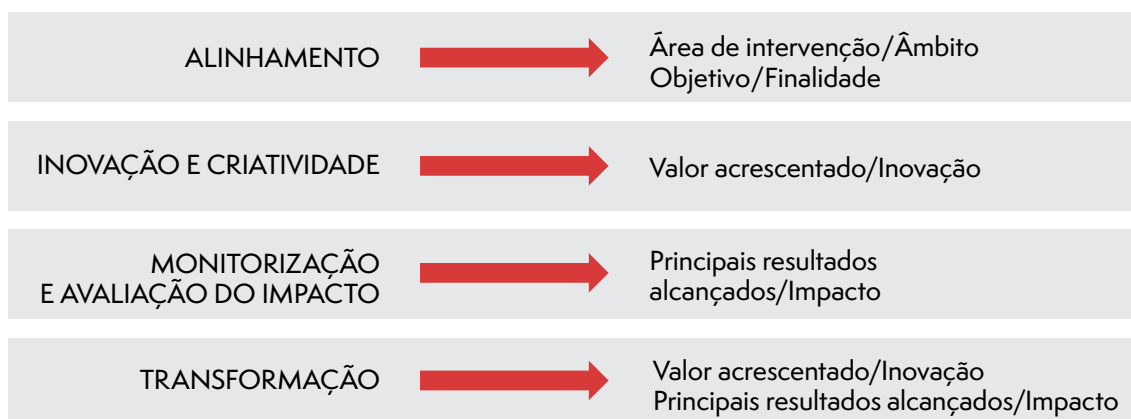 ALINHAMENTO
Área de intervenção/Âmbito
Objetivo/Finalidade
INOVAÇÃO E CRIATIVIDADE
Valor acrescentado/Inovação
MONITORIZAÇÃO
E AVALIAÇÃO DO IMPACTO
Principais resultados
alcançados/Impacto
TRANSFORMAÇÃO
Valor acrescentado/Inovação
Principais resultados alcançados/Impacto